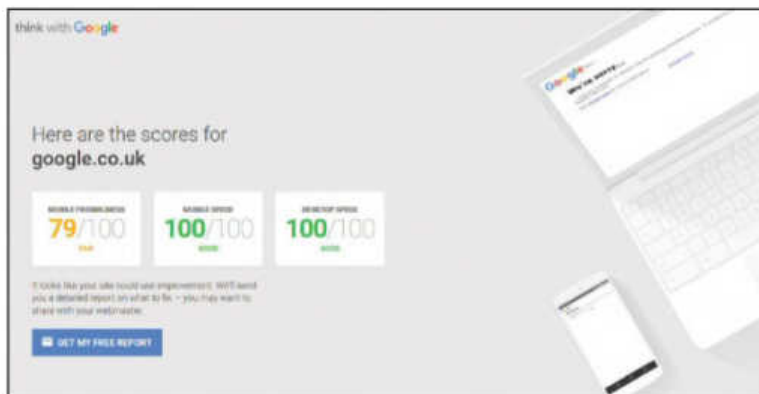 think with Google
Here are the scores for
google.co.uk
MOBILE FRIENDLINESS
79/100
FAIR
MOBILE SPEED
100/100
GOOD
DESKTOP SPEED
100/100
GOOD
It looks like your site could use improvement. We'll send
you a detailed report on what to fix – you may want to
share with your webmaster.
GET MY FREE REPORT
Google